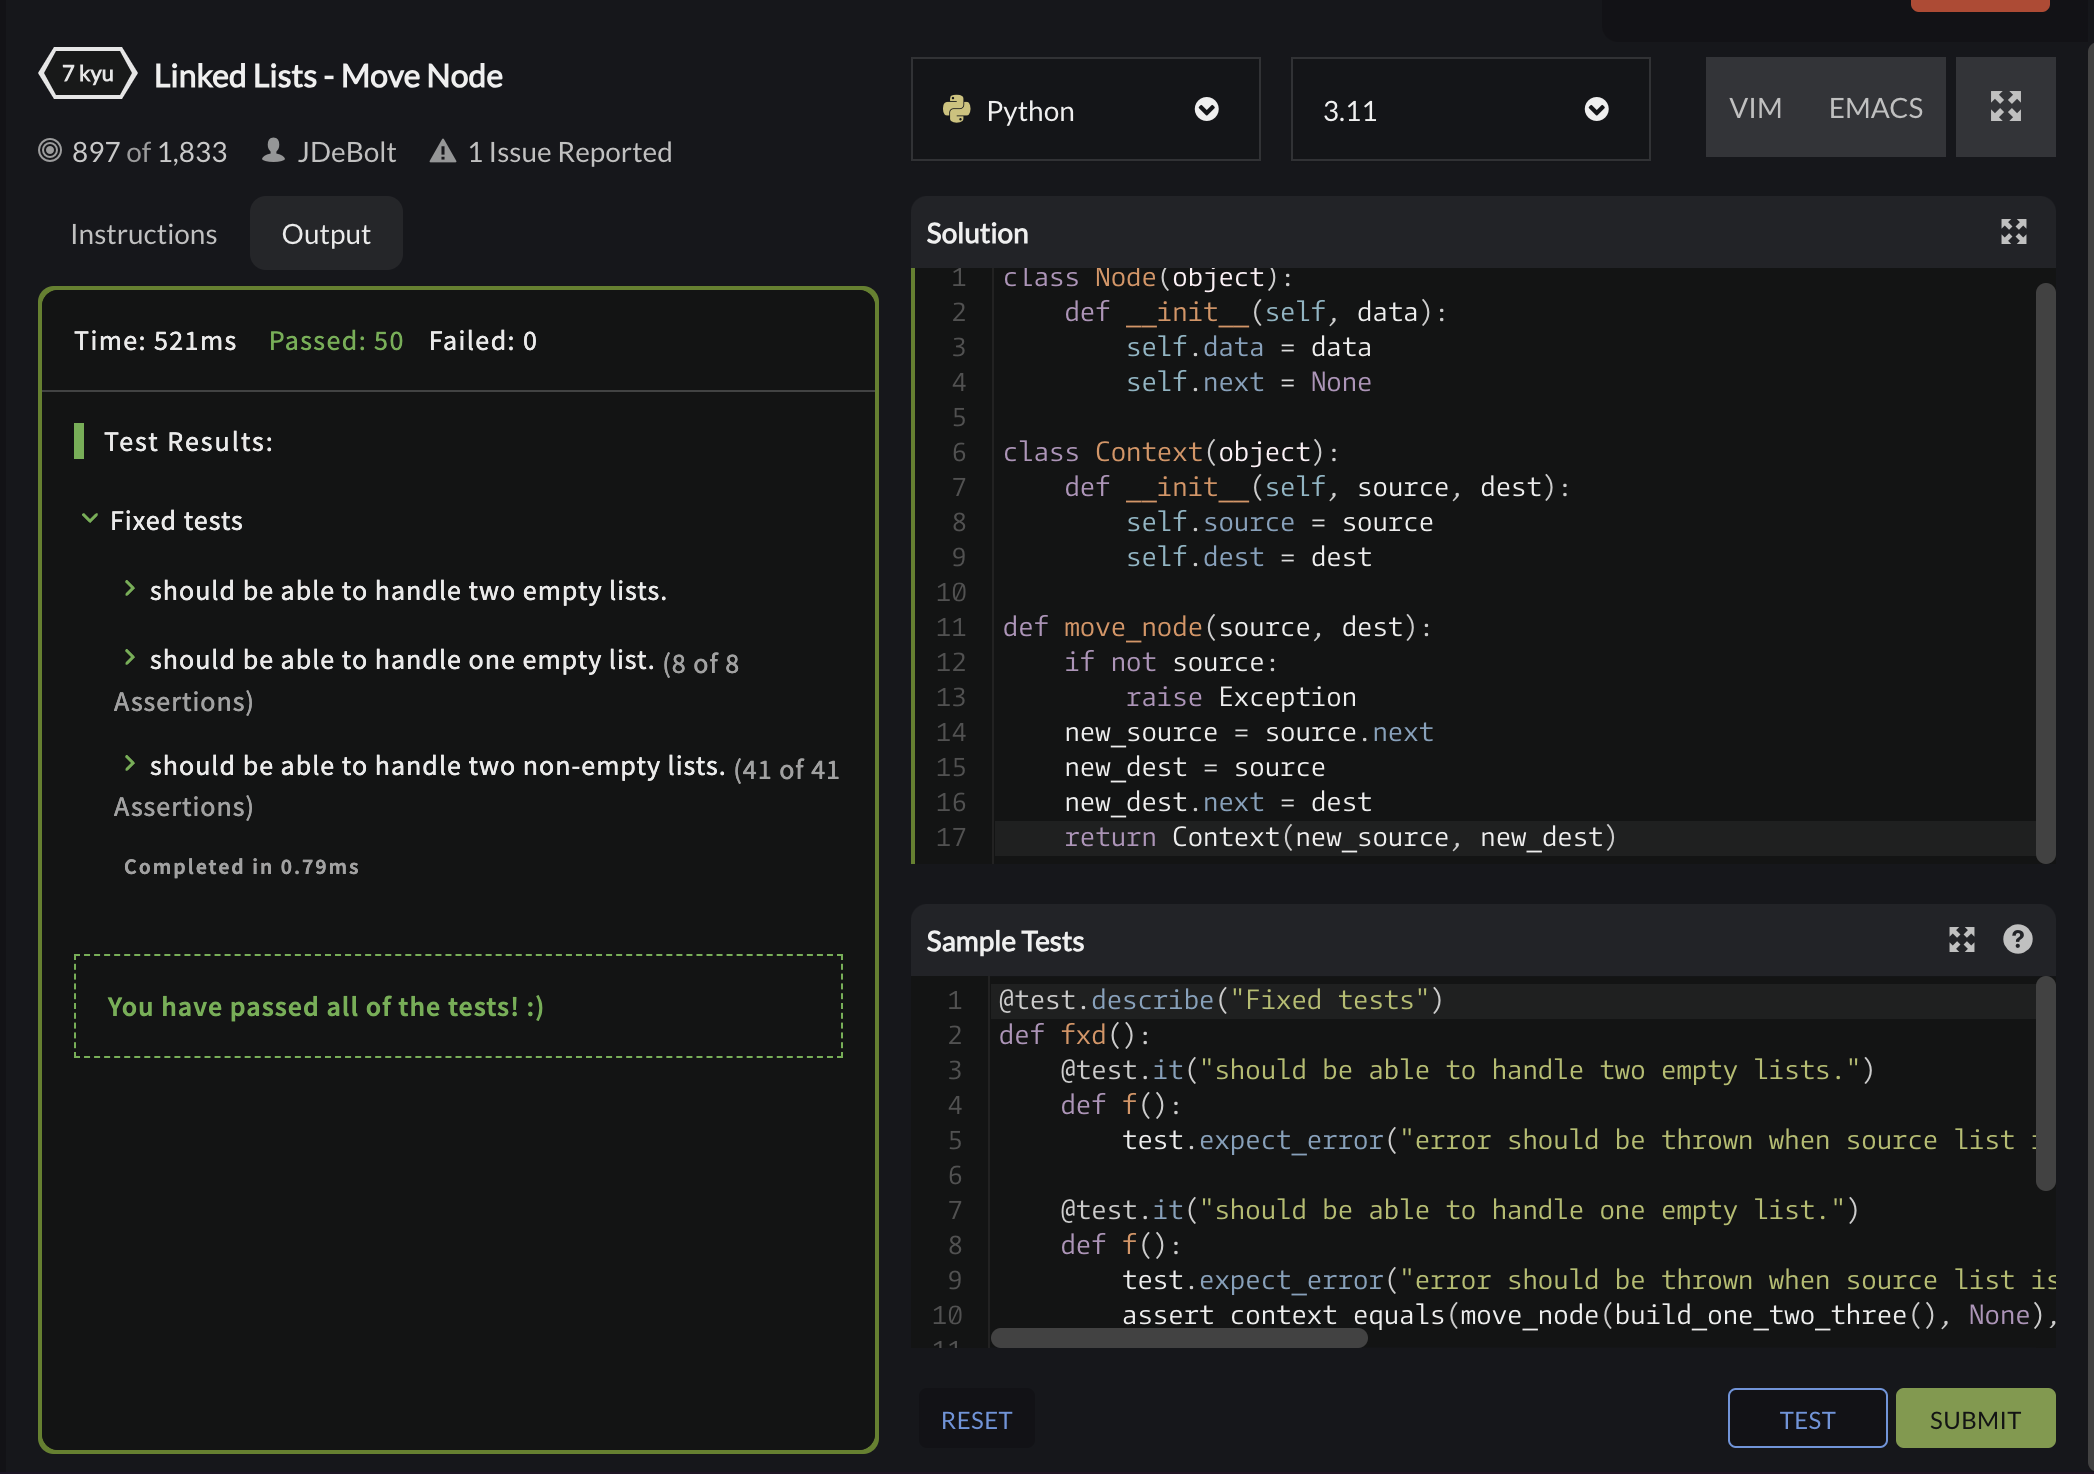 7 kyu
Linked Lists - Move Node
897 of 1,833 JDeBolt 1 Issue Reported
Instructions Output
Time: 521ms Passed: 50 Failed: 0
Test Results:
Fixed tests
should be able to handle two empty lists.
should be able to handle one empty list. (8 of 8
Assertions)
should be able to handle two non-empty lists. (41 of 41
Assertions)
Completed in 0.79ms
You have passed all of the tests! :)
Python
3.11
VIM EMACS
Solution
1 class Node(object):
2     def __init__(self, data):
3         self.data = data
4         self.next = None
5
6 class Context(object):
7     def __init__(self, source, dest):
8         self.source = source
9         self.dest = dest
10
11 def move_node(source, dest):
12     if not source:
13         raise Exception
14     new_source = source.next
15     new_dest = source
16     new_dest.next = dest
17     return Context(new_source, new_dest)
Sample Tests
1 @test.describe("Fixed tests")
2 def fxd():
3     @test.it("should be able to handle two empty lists.")
4     def f():
5         test.expect_error("error should be thrown when source list
6
7     @test.it("should be able to handle one empty list.")
8     def f():
9         test.expect_error("error should be thrown when source list is
10         assert_context_equals(move_node(build_one_two_three(), None),
11
RESET
TEST
SUBMIT